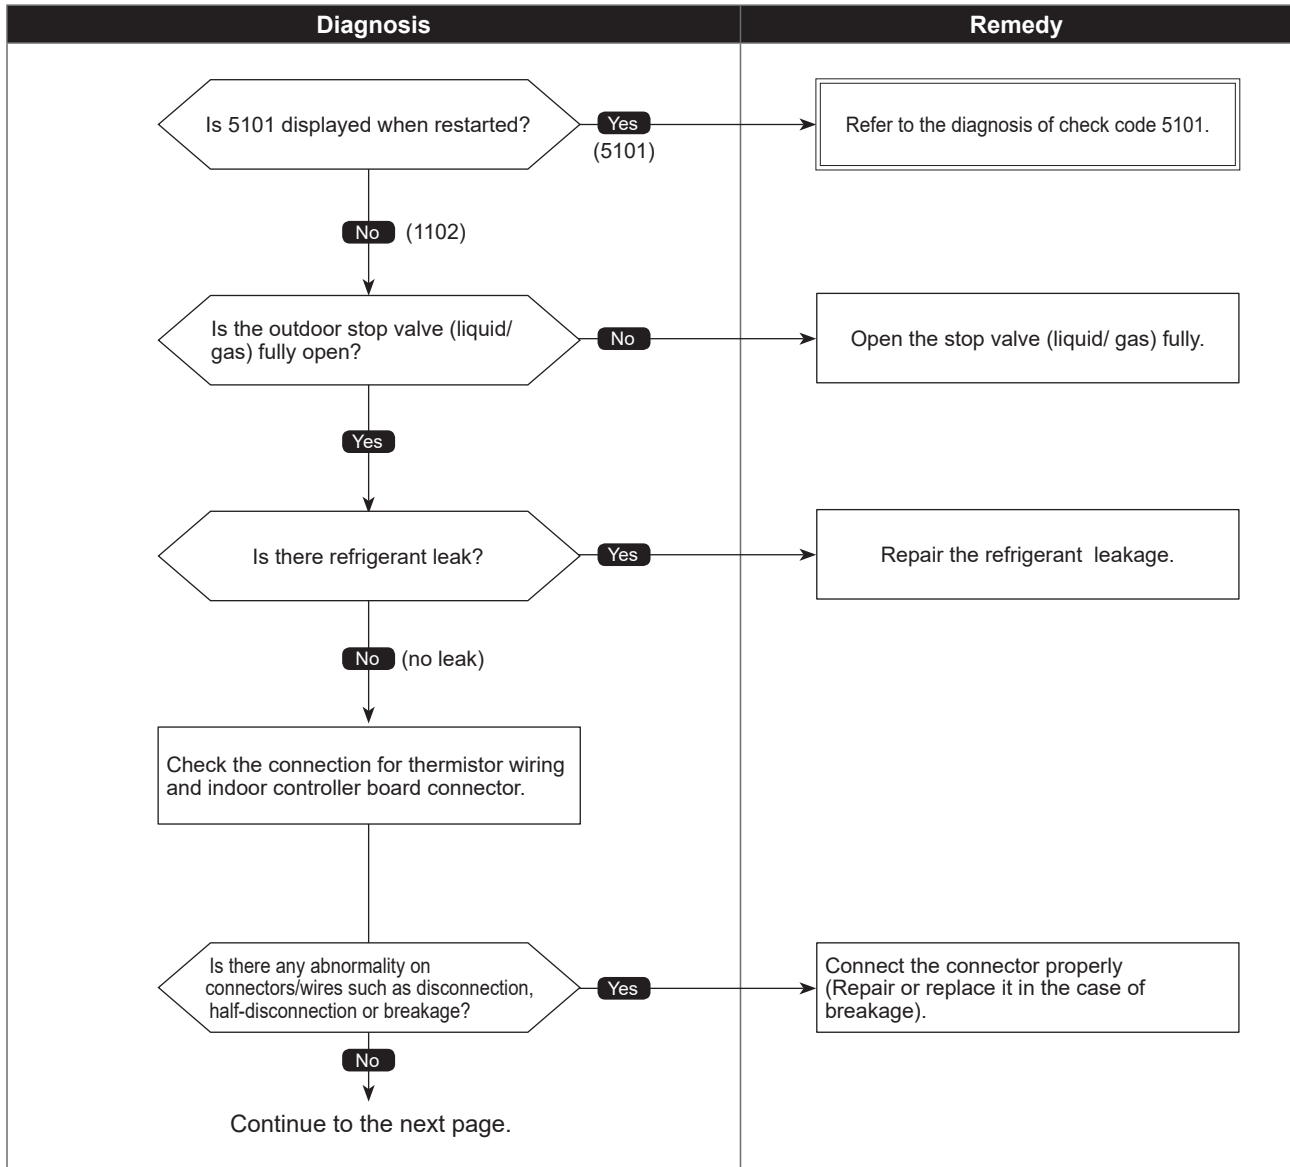 Diagnosis
Remedy
Is 5101 displayed when restarted?
Yes
(5101)
Refer to the diagnosis of check code 5101.
No (1102)
Is the outdoor stop valve (liquid/
gas) fully open?
No
Open the stop valve (liquid/ gas) fully.
Yes
Is there refrigerant leak?
Yes
Repair the refrigerant leakage.
No (no leak)
Check the connection for thermistor wiring
and indoor controller board connector.
Is there any abnormality on
connectors/wires such as disconnection,
half-disconnection or breakage?
Yes
Connect the connector properly
(Repair or replace it in the case of
breakage).
No
Continue to the next page.